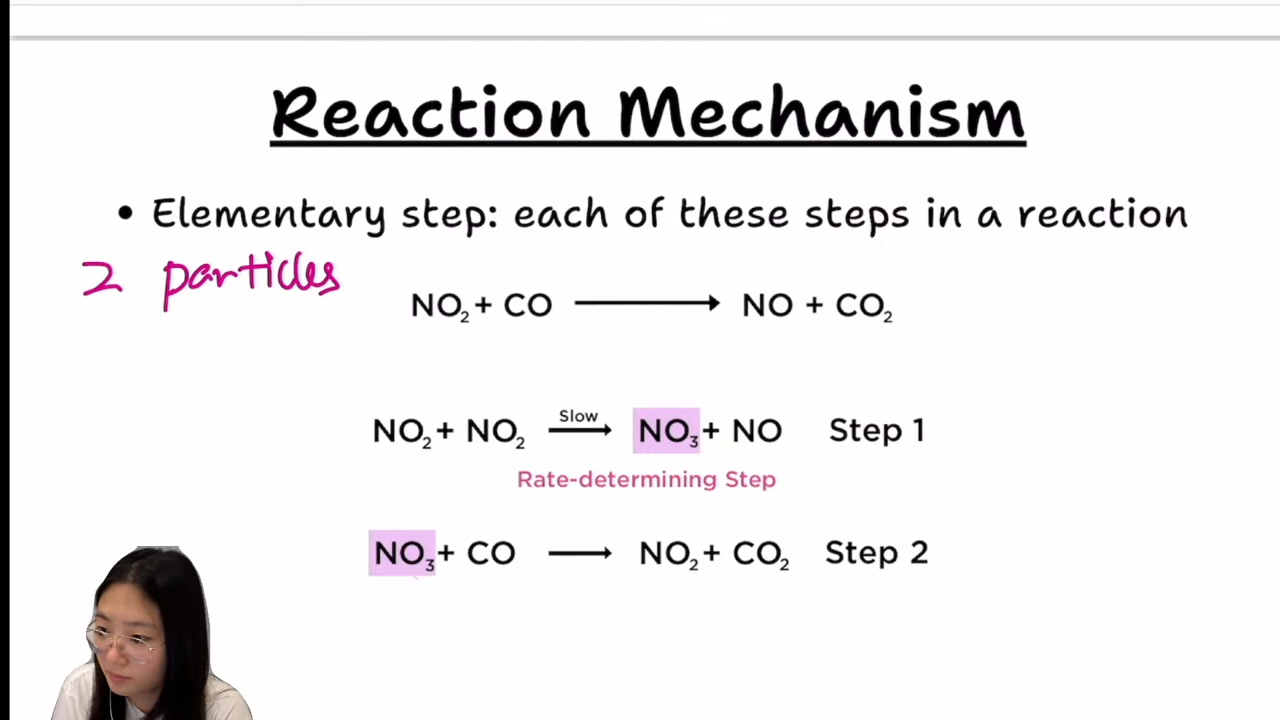 Reaction Mechanism
• Elementary step: each of these steps in a reaction
2 particles
NO₂ + CO ⟶ NO + CO₂
NO₂ + NO₂ ⟶ NO₃ + NO Step 1
Slow
Rate-determining Step
NO₃ + CO ⟶ NO₂ + CO₂ Step 2